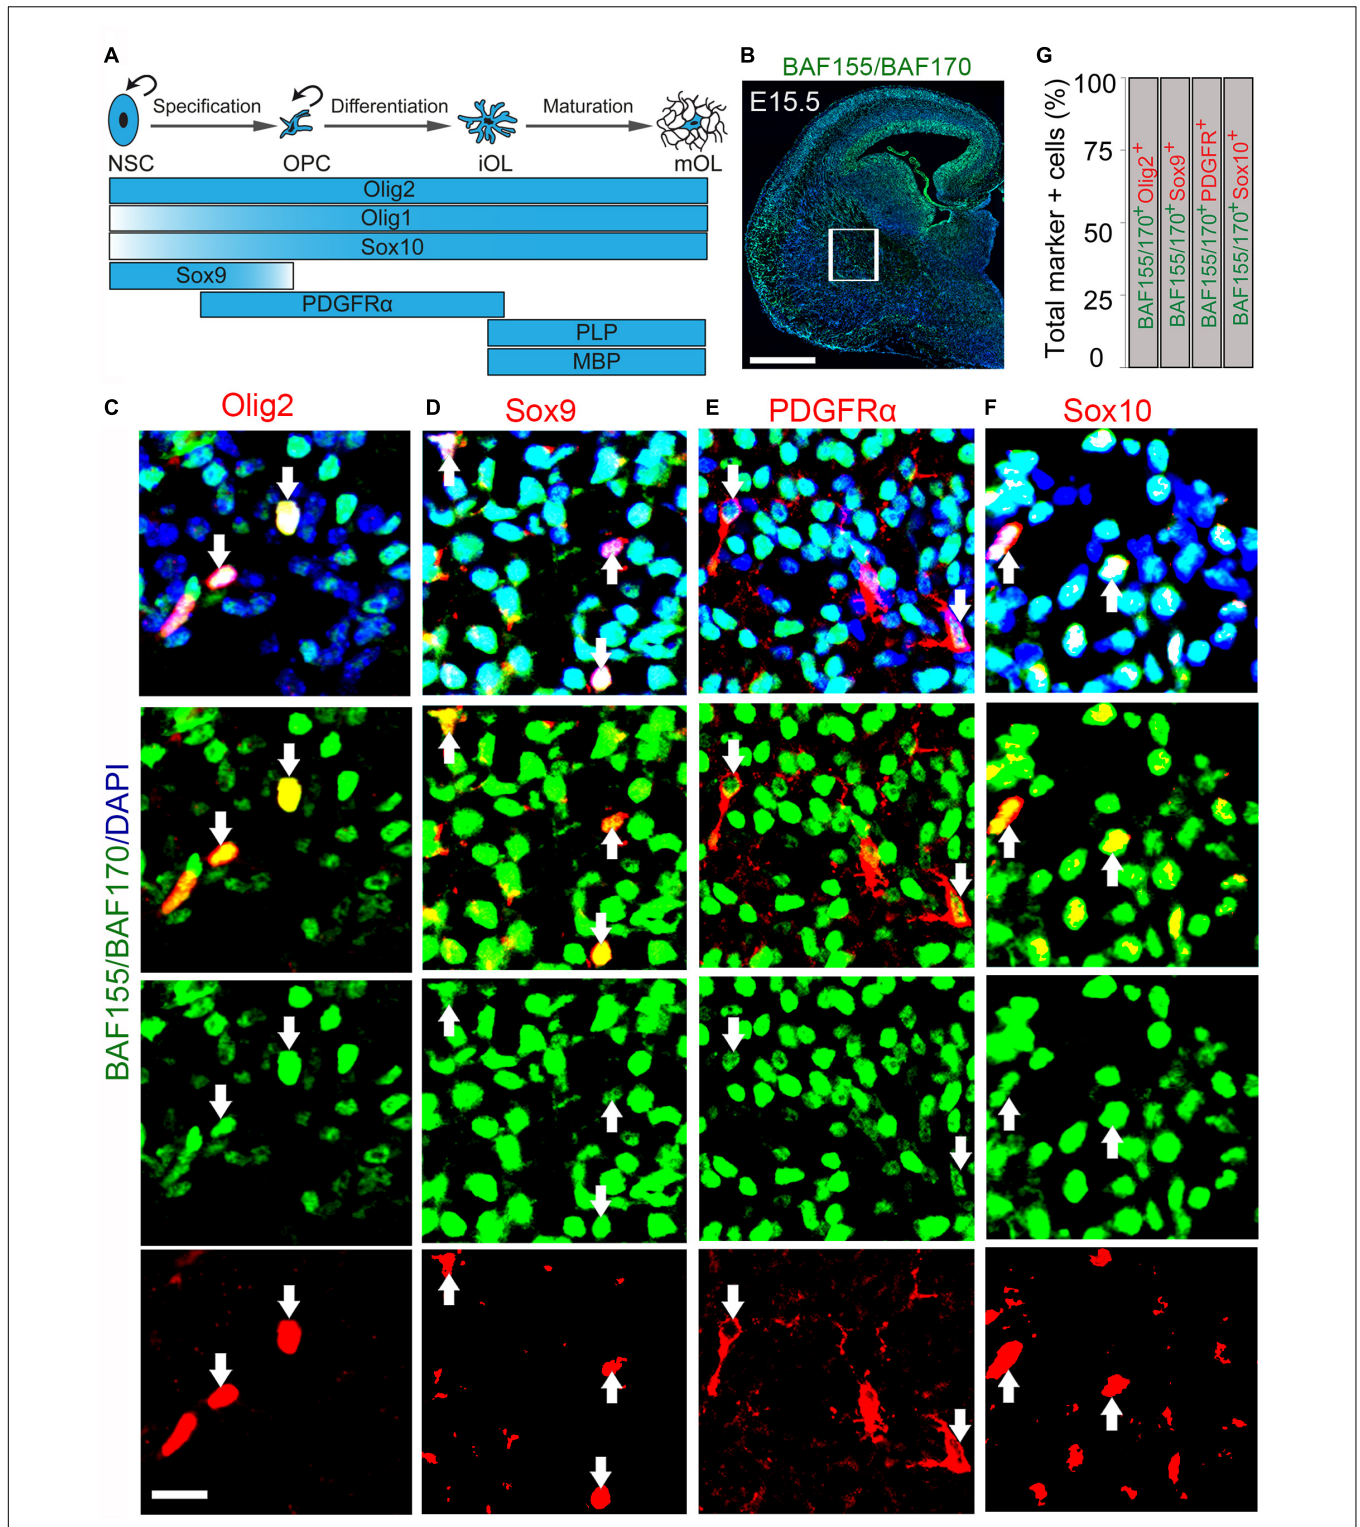 A
Specification
Differentiation
Maturation
NSC
OPC
iOL
mOL
Olig2
Olig1
Sox10
Sox9
PDGFRα
PLP
MBP
B
BAF155/BAF170
E15.5
G
Total marker + cells (%)
100
75
50
25
0
BAF155/170+Olig2+
BAF155/170+Sox9+
BAF155/170+PDGFR+
BAF155/170+Sox10+
C
Olig2
D
Sox9
E
PDGFRα
F
Sox10
BAF155/BAF170/DAPI